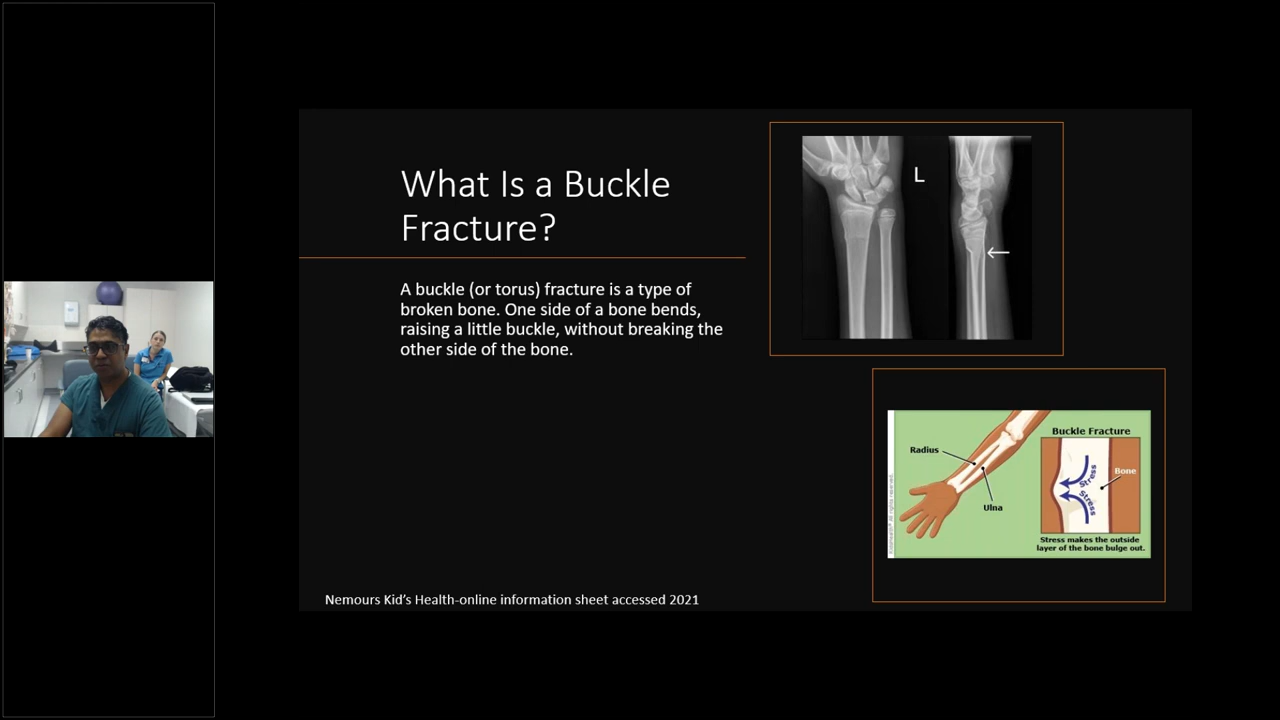 What Is a Buckle
Fracture?
A buckle (or torus) fracture is a type of
broken bone. One side of a bone bends,
raising a little buckle, without breaking the
other side of the bone.
Nemours Kid's Health-online information sheet accessed 2021
L
Radius
Ulna
Buckle Fracture
Stress
Stress
Bone
Stress makes the outside
layer of the bone bulge out.